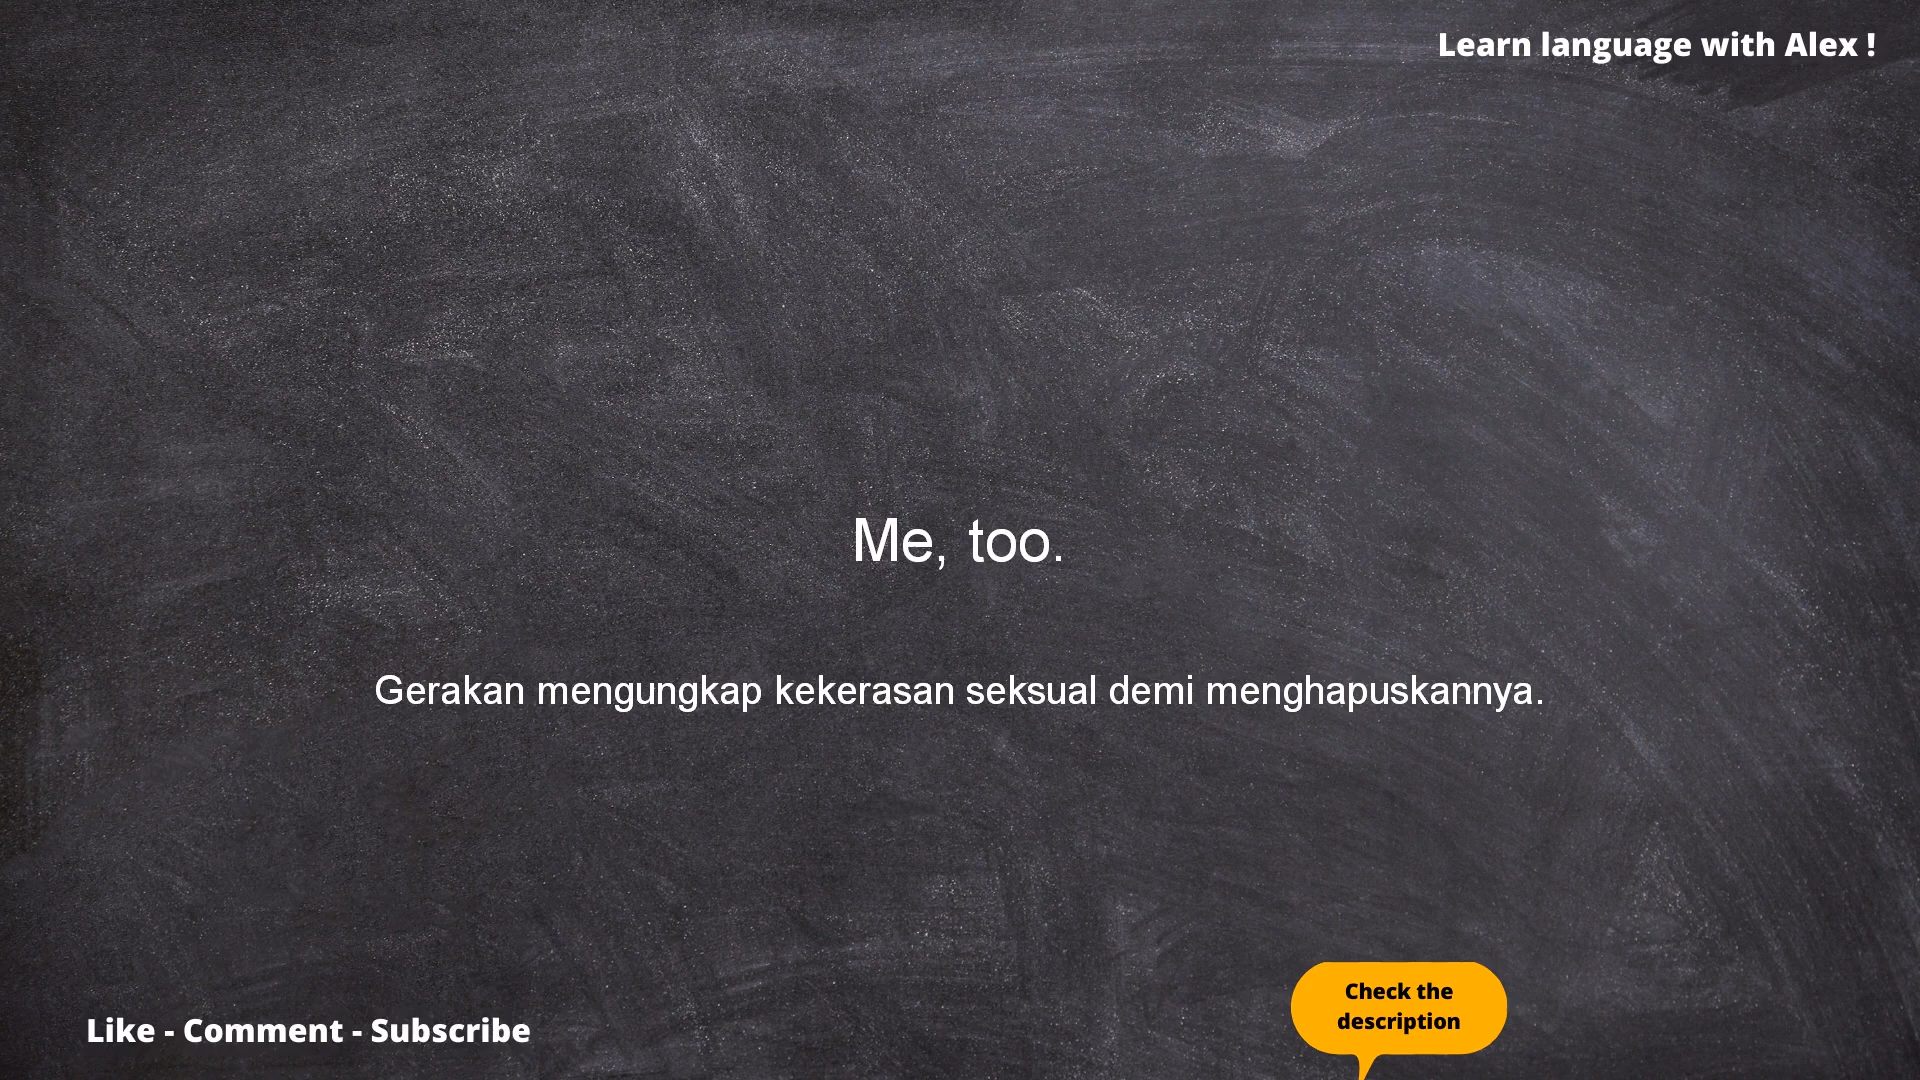 Learn language with Alex !
Me, too.
Gerakan mengungkap kekerasan seksual demi menghapuskannya.
Check the
description
Like - Comment - Subscribe